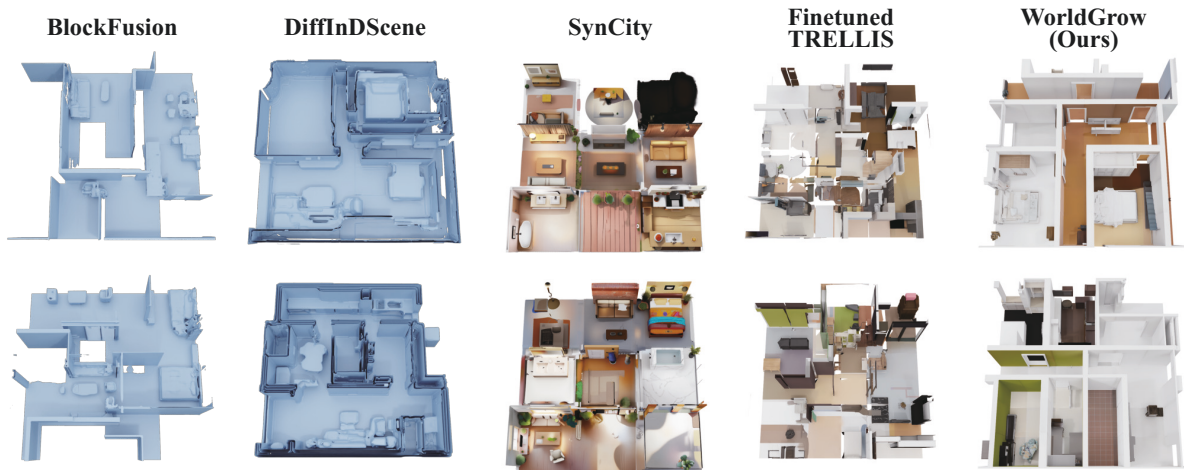 BlockFusion
DiffInDScene
SynCity
Finetuned
TRELLIS
WorldGrow
(Ours)